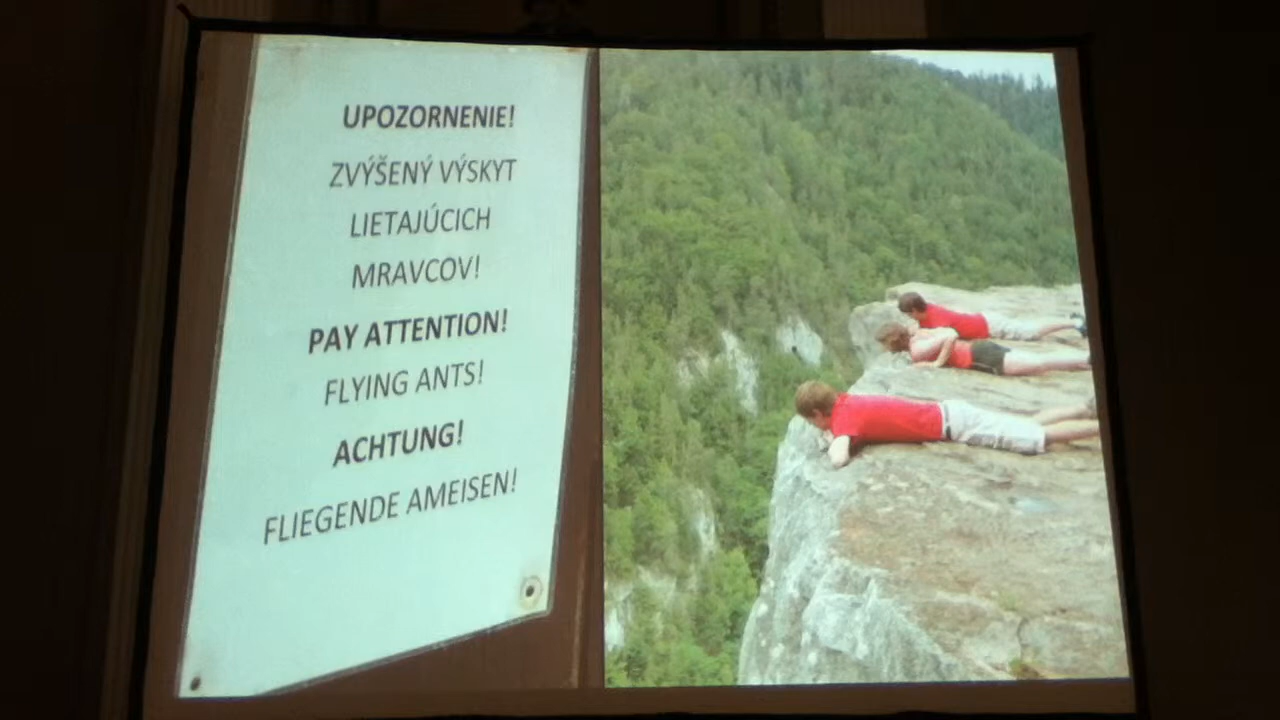 UPOZORNENIE!
ZVÝŠENÝ VÝSKYT
LIETAJÚCICH
MRAVCOV!
PAY ATTENTION!
FLYING ANTS!
ACHTUNG!
FLIEGENDE AMEISEN!